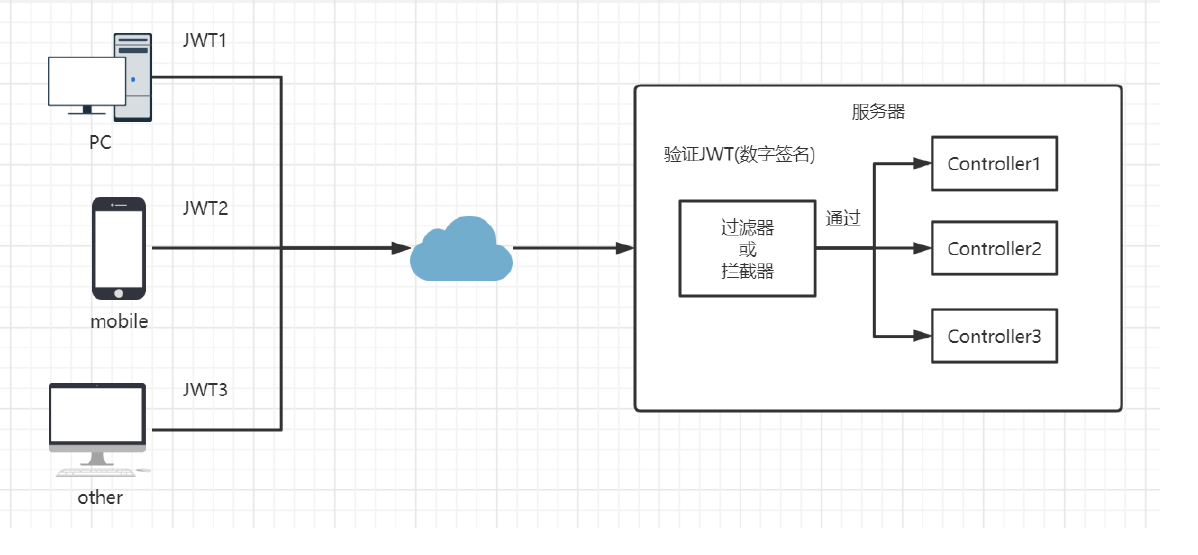 JWT1
PC
JWT2
mobile
JWT3
other
服务器
验证JWT(数字签名)
过滤器
或
拦截器
通过
Controller1
Controller2
Controller3